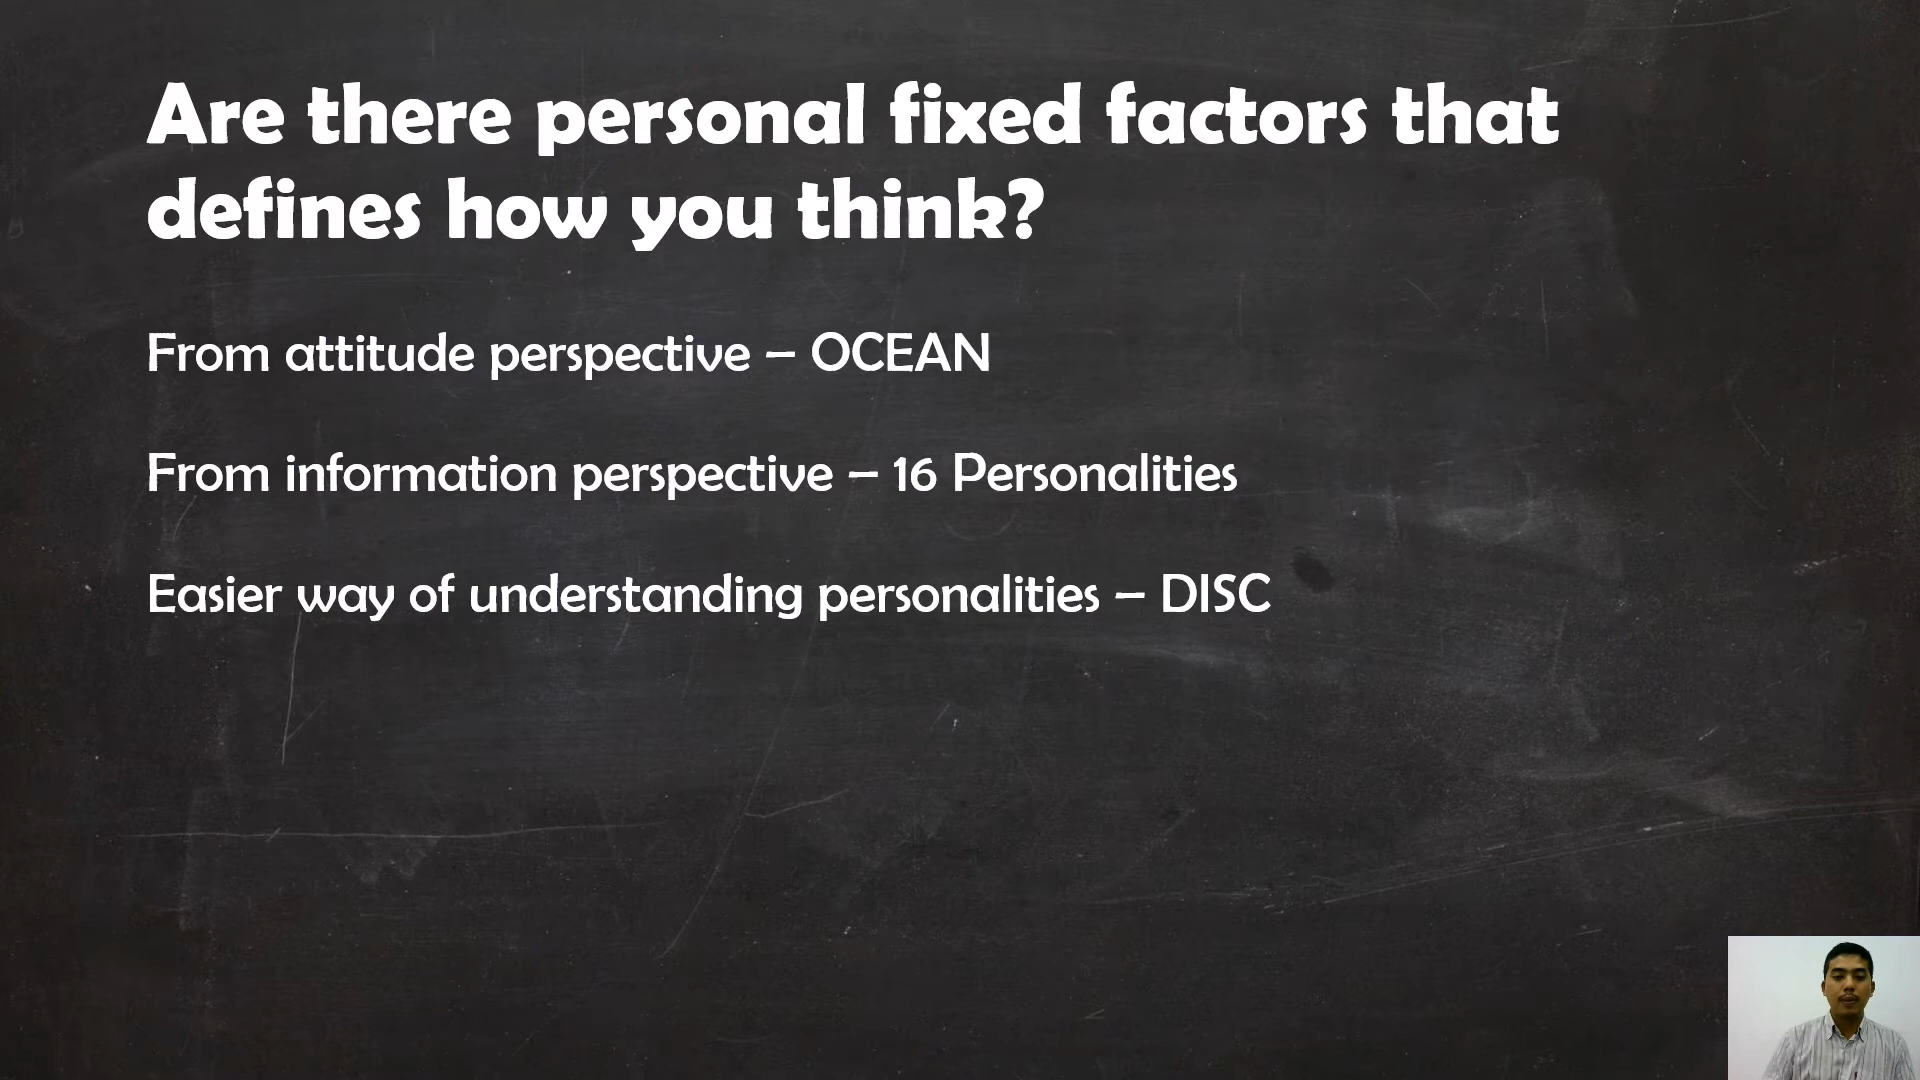 Are there personal fixed factors that
defines how you think?
From attitude perspective – OCEAN
From information perspective – 16 Personalities
Easier way of understanding personalities – DISC